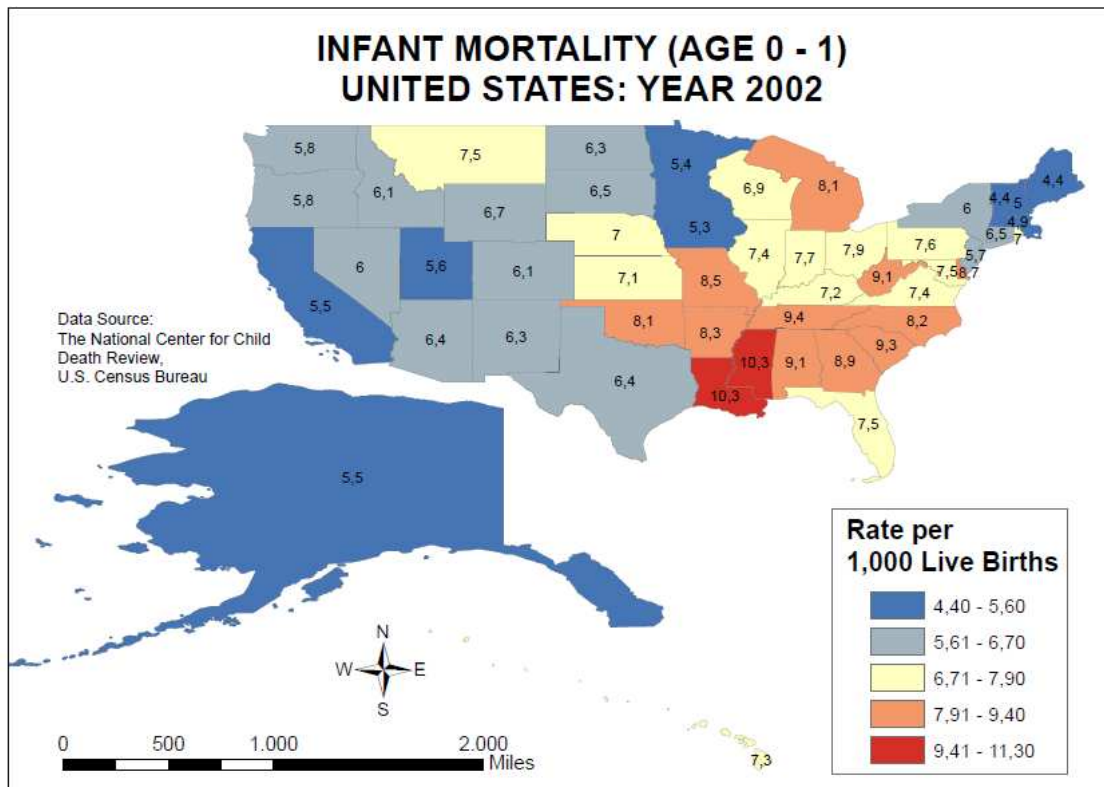 INFANT MORTALITY (AGE 0 - 1)
UNITED STATES: YEAR 2002
5,8
7,5
6,3
5,4
4,4
5,8
6,1
6,5
6,9
8,1
6
4,4
5
6,7
5,3
4,9
6,5
7
7
7,6
5,7
6
5,6
6,1
7,1
7,4
7,7
7,9
7,5
8,7
8,5
9,1
7,2
7,4
5,5
6,4
6,3
8,1
8,3
9,4
8,2
9,3
6,4
10,3
10,3
9,1
8,9
7,5
Data Source:
The National Center for Child
Death Review,
U.S. Census Bureau
5,5
Rate per
1,000 Live Births
4,40 - 5,60
5,61 - 6,70
6,71 - 7,90
7,91 - 9,40
9,41 - 11,30
N
W E
S
0 500 1.000 2.000
Miles
7,3